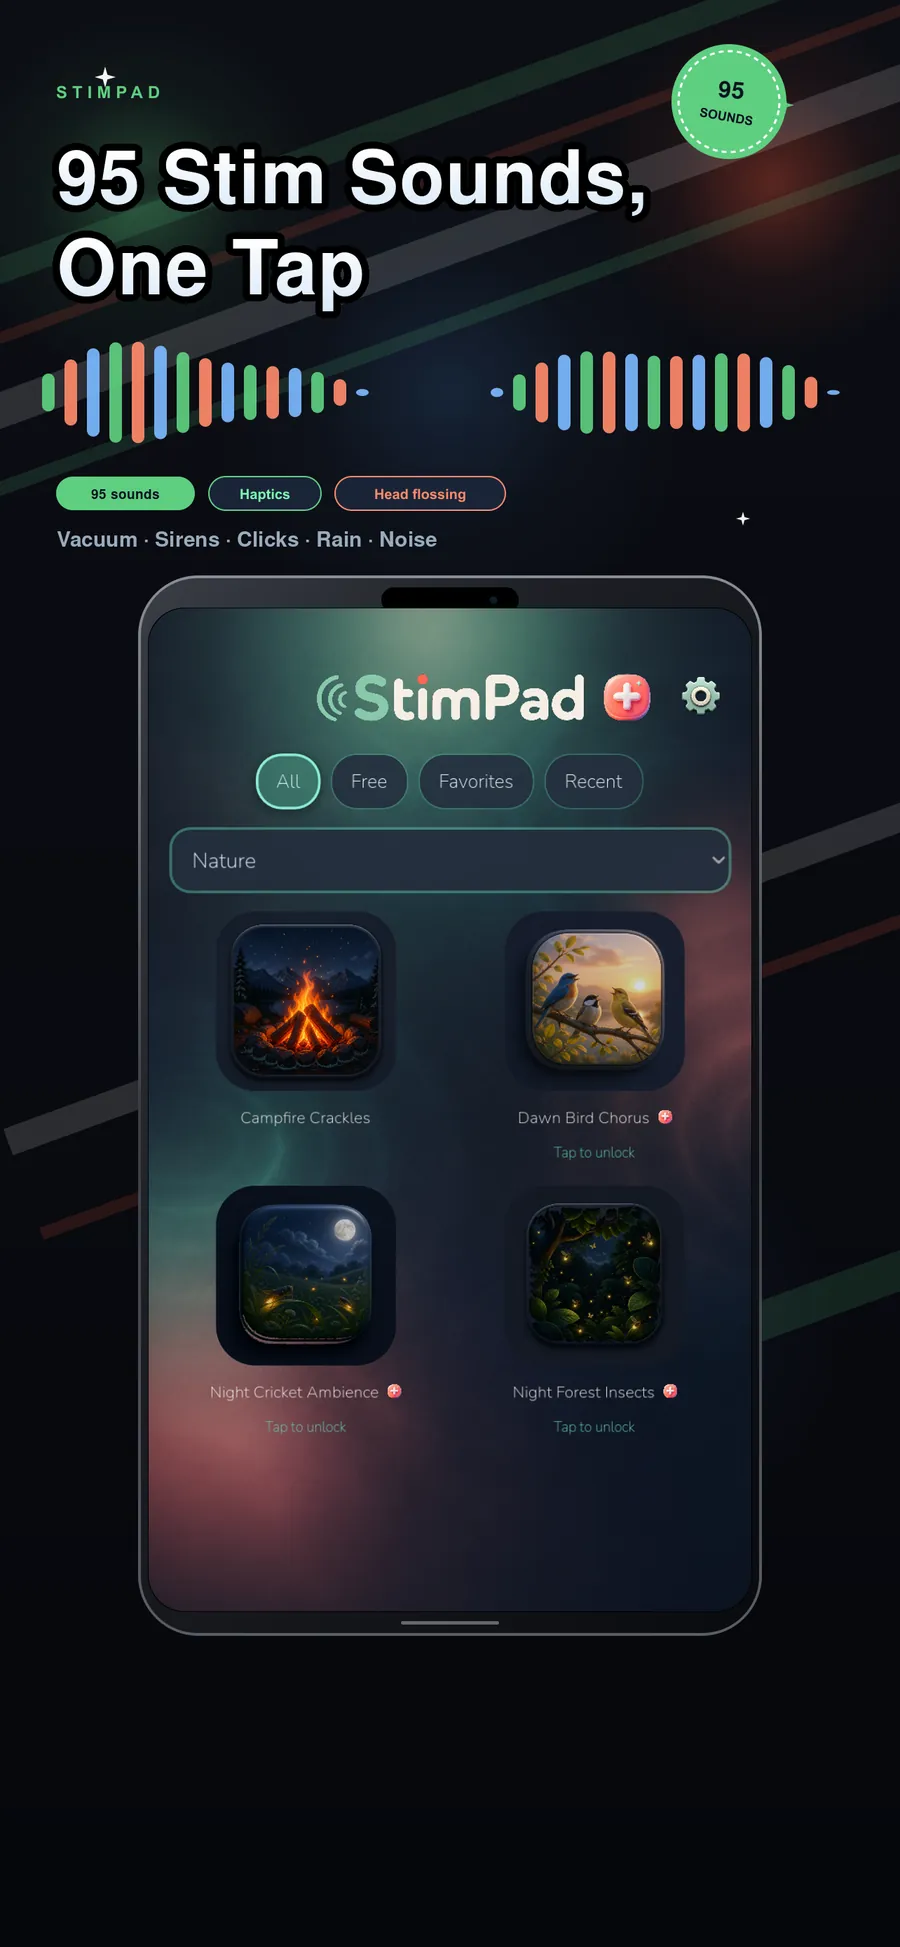 STIMPAD
95
SOUNDS
95 Stim Sounds,
One Tap
95 sounds
Haptics
Head flossing
Vacuum · Sirens · Clicks · Rain · Noise
StimPad
All
Free
Favorites
Recent
Nature
Campfire Crackles
Dawn Bird Chorus
Tap to unlock
Night Cricket Ambience
Night Forest Insects
Tap to unlock
Tap to unlock